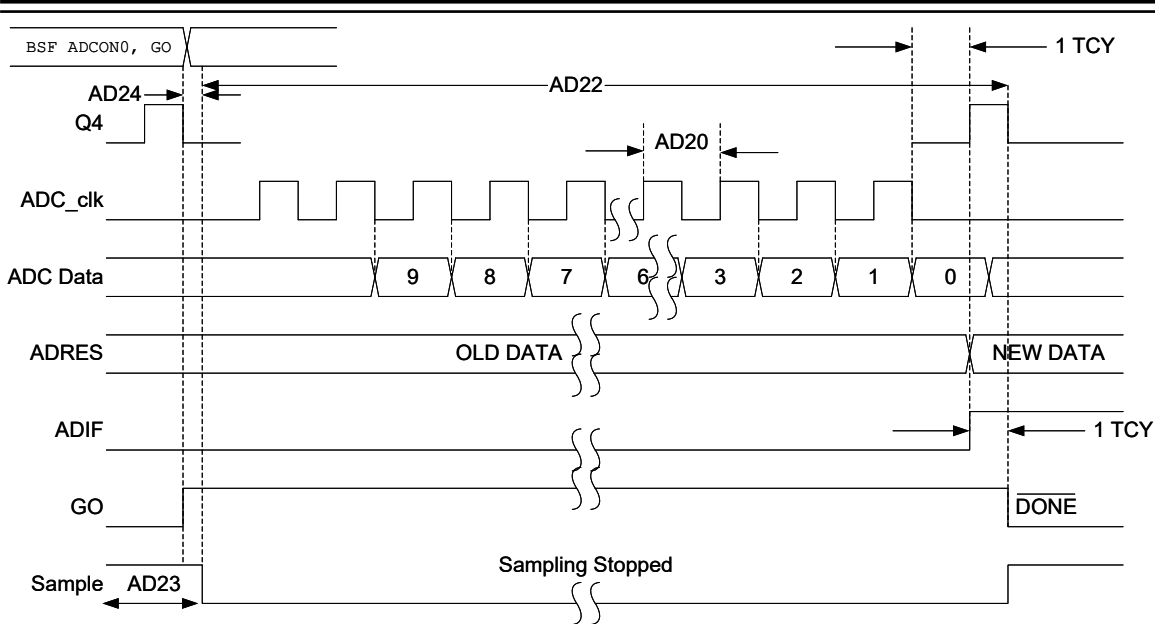 BSF ADCON0, GO
1 TCY
AD24
AD22
Q4
AD20
ADC_clk
ADC Data
9 8 7 6 3 2 1 0
ADRES
OLD DATA
NEW DATA
ADIF
1 TCY
GO
DONE
Sampling Stopped
Sample
AD23